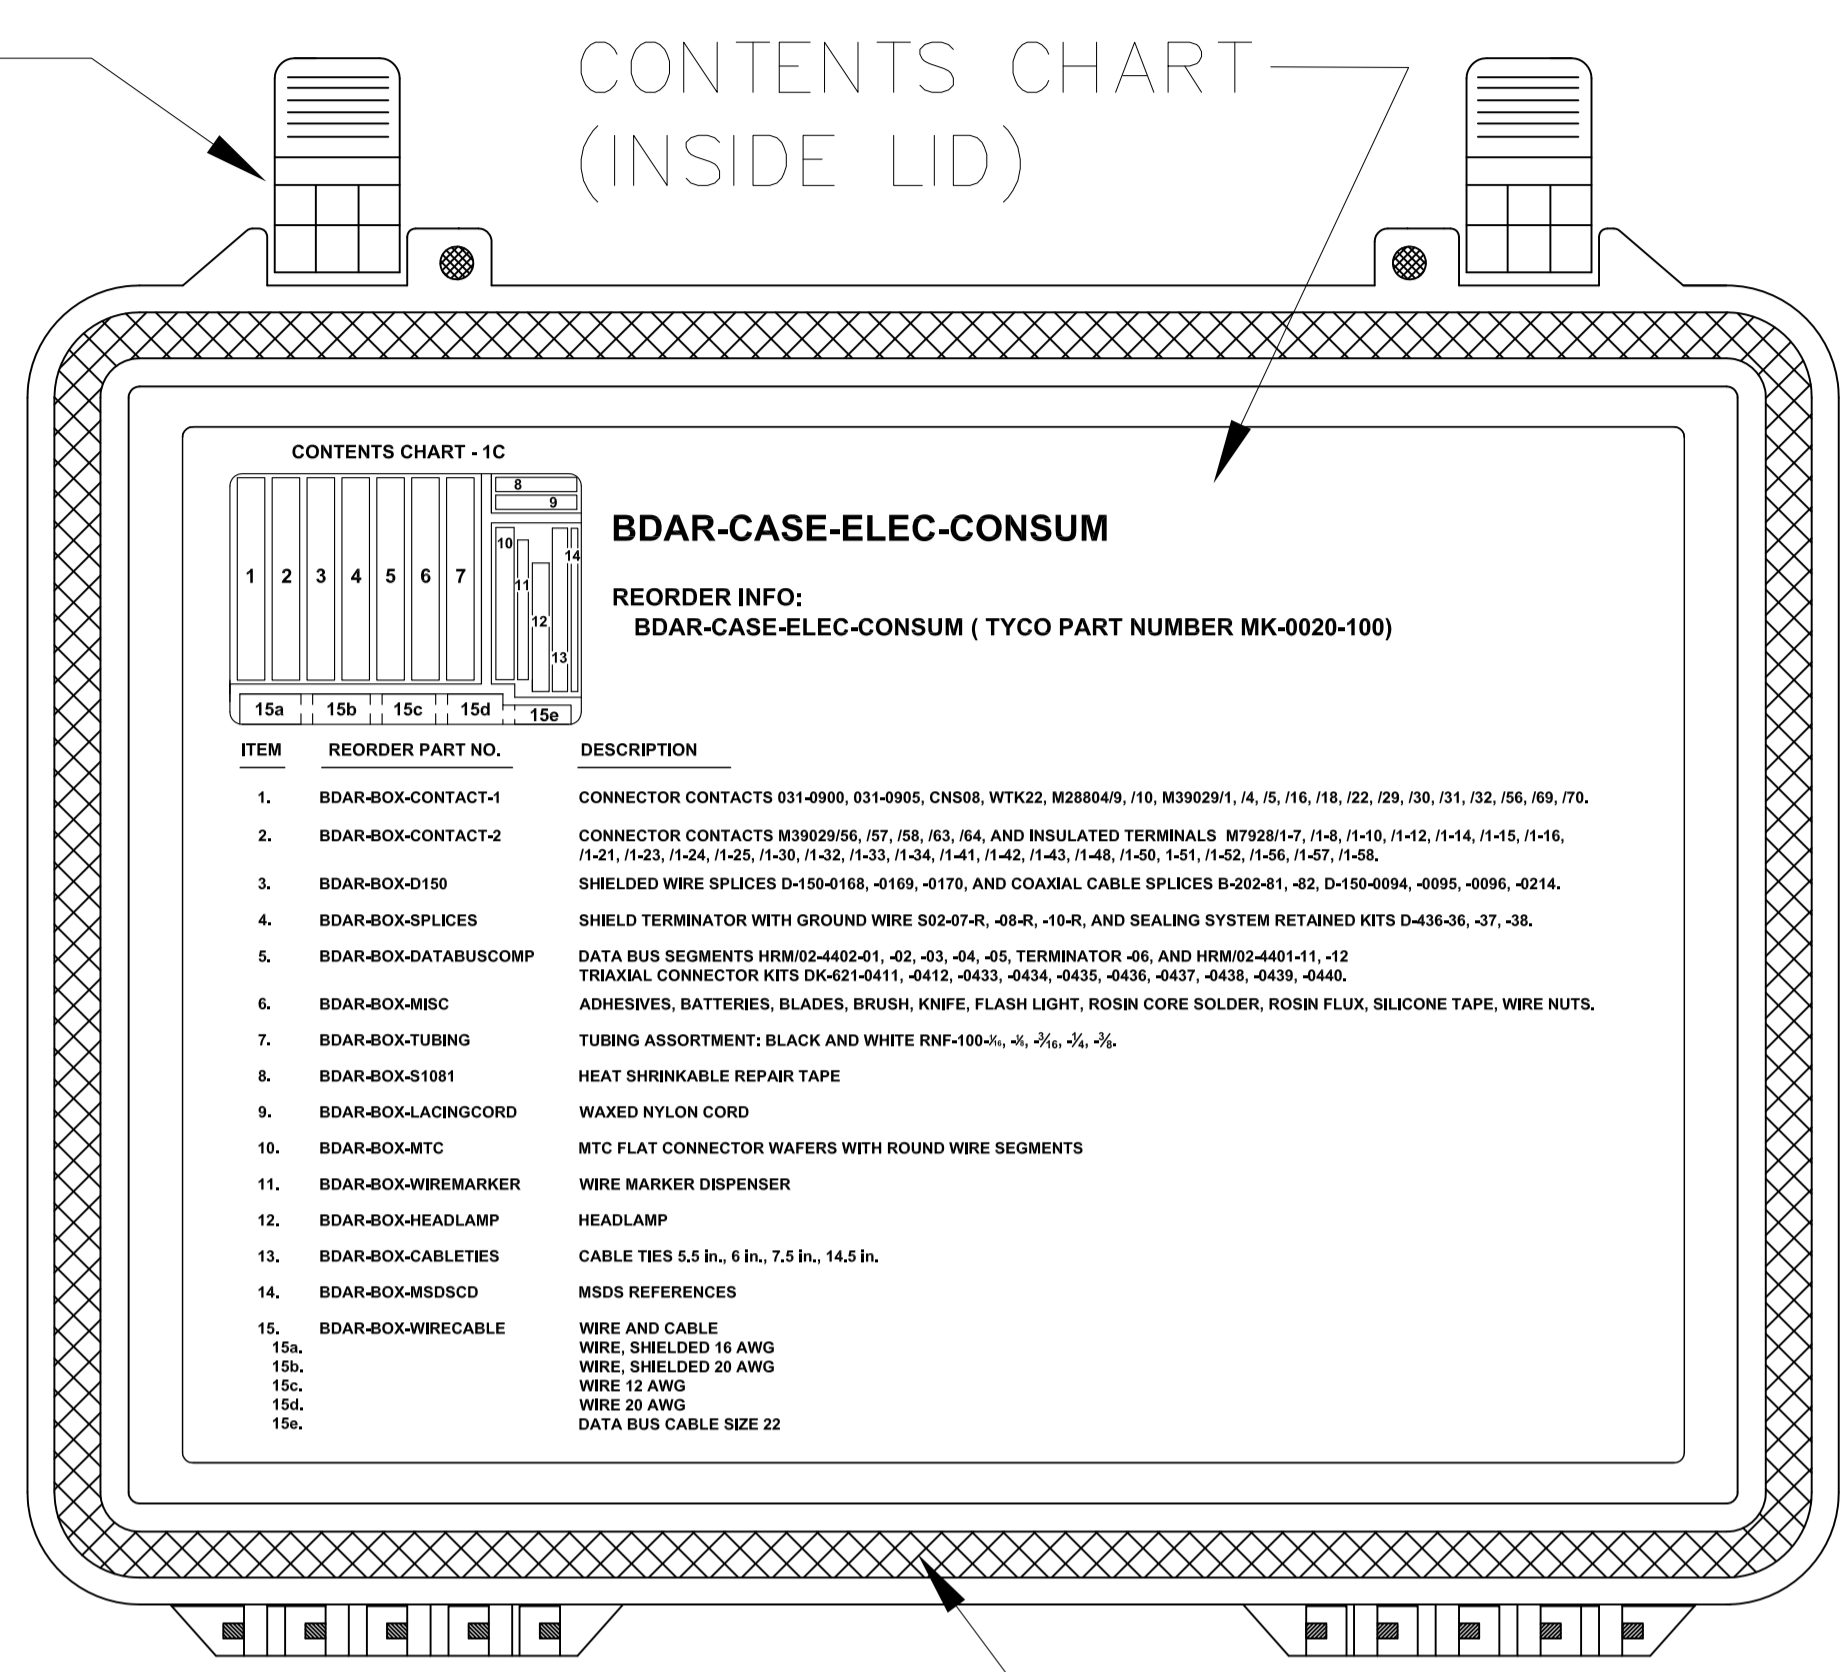 CONTENTS CHART
(INSIDE LID)
CONTENTS CHART - 1C
8
9
10
14
1 2 3 4 5 6 7
11
12
13
15a 15b 15c 15d 15e
BDAR-CASE-ELEC-CONSUM
REORDER INFO:
BDAR-CASE-ELEC-CONSUM ( TYCO PART NUMBER MK-0020-100)
ITEM REORDER PART NO. DESCRIPTION
1. BDAR-BOX-CONTACT-1 CONNECTOR CONTACTS 031-0900, 031-0905, CNS08, WTK22, M28804/9, /10, M39029/1, /4, /5, /16, /18, /22, /29, /30, /31, /32, /56, /69, /70.
2. BDAR-BOX-CONTACT-2 CONNECTOR CONTACTS M39029/56, /57, /58, /63, /64, AND INSULATED TERMINALS M7928/1-7, /1-8, /1-10, /1-12, /1-14, /1-15, /1-16,
/1-21, /1-23, /1-24, /1-25, /1-30, /1-32, /1-33, /1-34, /1-41, /1-42, /1-43, /1-48, /1-50, 1-51, /1-52, /1-56, /1-57, /1-58.
3. BDAR-BOX-D150 SHIELDED WIRE SPLICES D-150-0168, -0169, -0170, AND COAXIAL CABLE SPLICES B-202-81, -82, D-150-0094, -0095, -0096, -0214.
4. BDAR-BOX-SPLICES SHIELD TERMINATOR WITH GROUND WIRE S02-07-R, -08-R, -10-R, AND SEALING SYSTEM RETAINED KITS D-436-36, -37, -38.
5. BDAR-BOX-DATABUSCOMP DATA BUS SEGMENTS HRM/02-4402-01, -02, -03, -04, -05, TERMINATOR -06, AND HRM/02-4401-11, -12
TRIAXIAL CONNECTOR KITS DK-621-0411, -0412, -0433, -0434, -0435, -0436, -0437, -0438, -0439, -0440.
6. BDAR-BOX-MISC ADHESIVES, BATTERIES, BLADES, BRUSH, KNIFE, FLASH LIGHT, ROSIN CORE SOLDER, ROSIN FLUX, SILICONE TAPE, WIRE NUTS.
7. BDAR-BOX-TUBING TUBING ASSORTMENT: BLACK AND WHITE RNF-100-1/16, -1/8, -3/16, -1/4, -3/8.
8. BDAR-BOX-S1081 HEAT SHRINKABLE REPAIR TAPE
9. BDAR-BOX-LACINGCORD WAXED NYLON CORD
10. BDAR-BOX-MTC MTC FLAT CONNECTOR WAFERS WITH ROUND WIRE SEGMENTS
11. BDAR-BOX-WIREMARKER WIRE MARKER DISPENSER
12. BDAR-BOX-HEADLAMP HEADLAMP
13. BDAR-BOX-CABLETIES CABLE TIES 5.5 in., 6 in., 7.5 in., 14.5 in.
14. BDAR-BOX-MSDSCD MSDS REFERENCES
15. BDAR-BOX-WIRECABLE WIRE AND CABLE
15a. WIRE, SHIELDED 16 AWG
15b. WIRE, SHIELDED 20 AWG
15c. WIRE 12 AWG
15d. WIRE 20 AWG
15e. DATA BUS CABLE SIZE 22